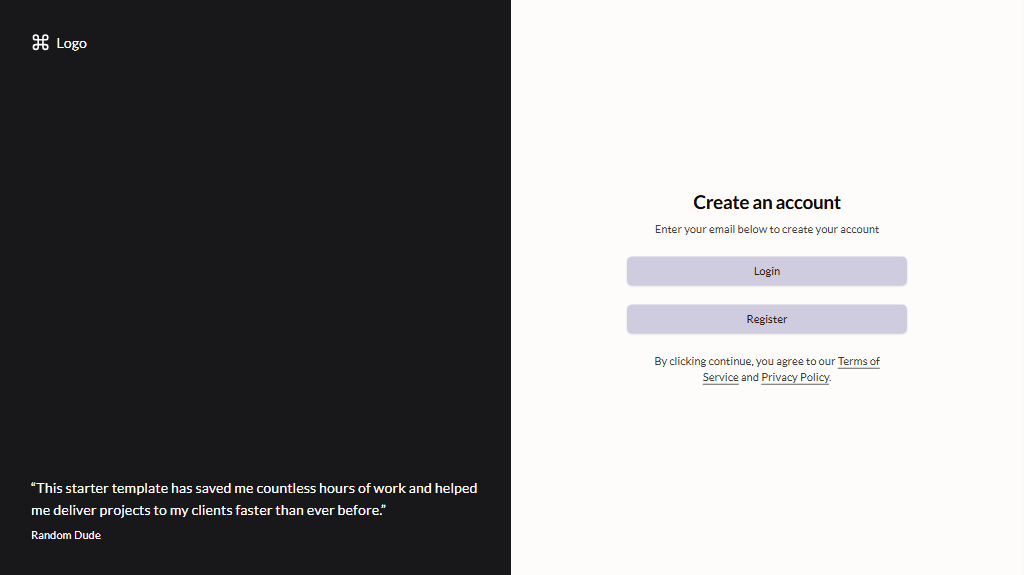 ⌘ Logo
“This starter template has saved me countless hours of work and helped
me deliver projects to my clients faster than ever before.”
Random Dude
Create an account
Enter your email below to create your account
Login
Register
By clicking continue, you agree to our Terms of
Service and Privacy Policy.